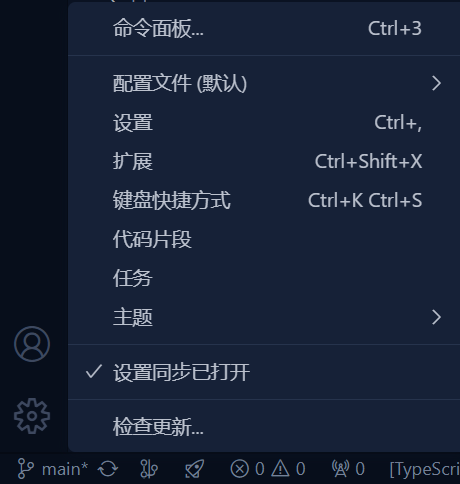 命令面板... Ctrl+3
配置文件 (默认)
设置 Ctrl+,
扩展 Ctrl+Shift+X
键盘快捷方式 Ctrl+K Ctrl+S
代码片段
任务
主题
设置同步已打开
检查更新...
main* 0 0 0 [TypeScri